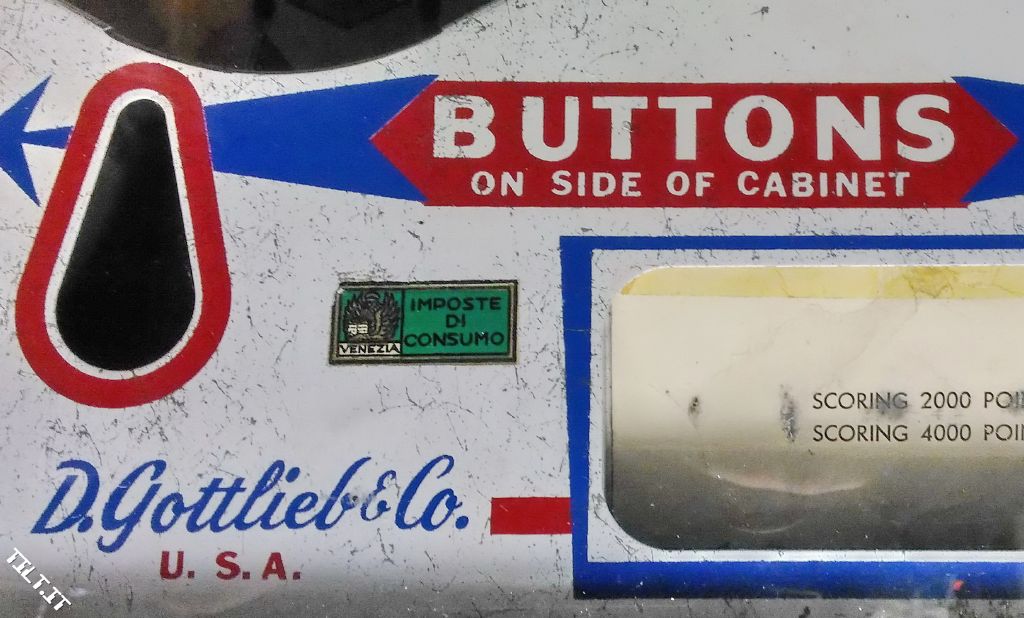 BUTTONS
ON SIDE OF CABINET
IMPOSTE
DI
CONSUMO
VENEZIA
SCORING 2000
SCORING 4000
D. Gottlieb & Co.
U. S. A.
TILT.IT